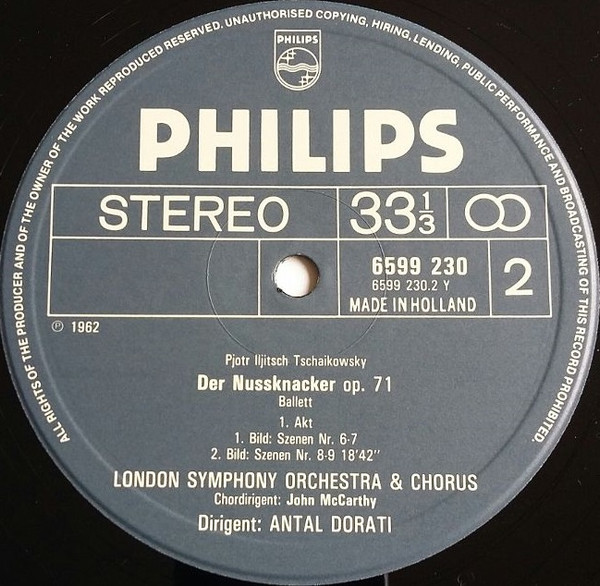 ALL RIGHTS OF THE PRODUCER AND OF THE OWNER OF THE WORK REPRODUCED RESERVED. UNAUTHORISED COPYING, HIRING, LENDING, PUBLIC PERFORMANCE AND BROADCASTING OF THIS RECORD PROHIBITED.
PHILIPS
PHILIPS
STEREO 33⅓
6599 230
6599 230.2 Y
MADE IN HOLLAND
2
℗ 1962
Pjotr Iljitsch Tschaikowsky
Der Nussknacker op. 71
Ballett
1. Akt
1. Bild: Szenen Nr. 6-7
2. Bild: Szenen Nr. 8-9 18'42''
LONDON SYMPHONY ORCHESTRA & CHORUS
Chordirigent: John McCarthy
Dirigent: ANTAL DORATI